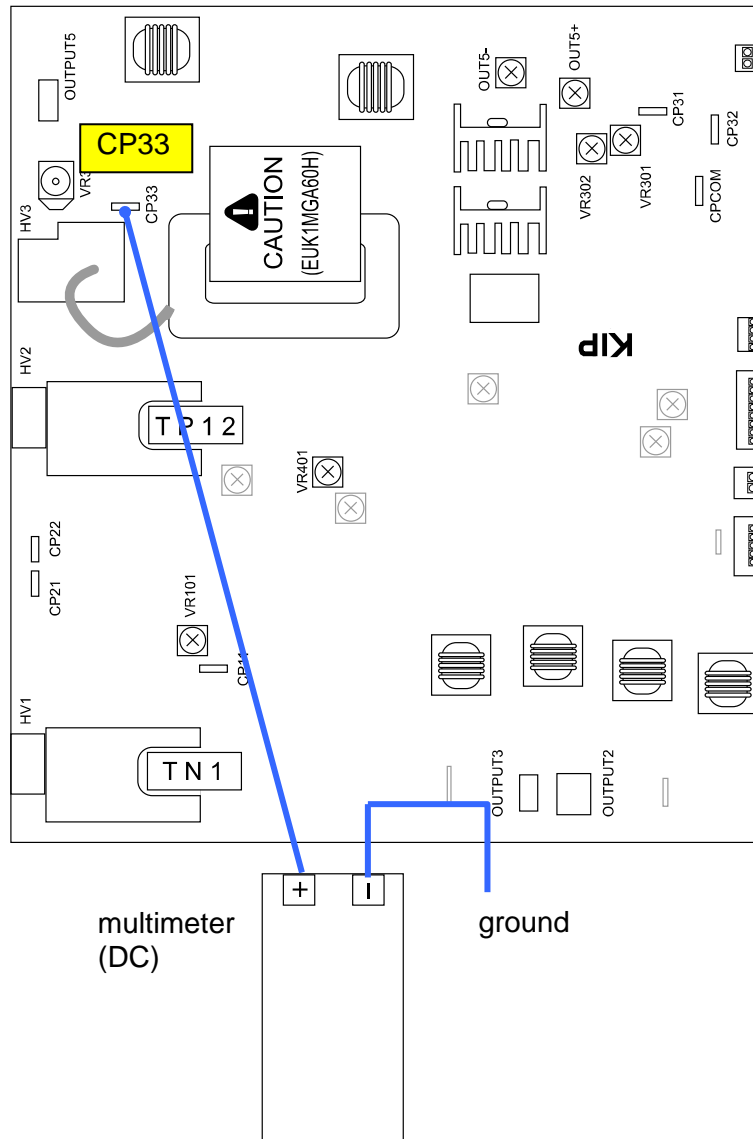 OUTPUT5
OUT5-
OUT5+
CP31
CP32
CP33
CP33
VR302
VR301
CPCOM
HV3
CAUTION
(EUK1MGA60H)
KIP
HV2
TP12
VR401
CP22
CP21
VR101
HV1
TN1
OUTPUT3
OUTPUT2
+
−
multimeter
(DC)
ground